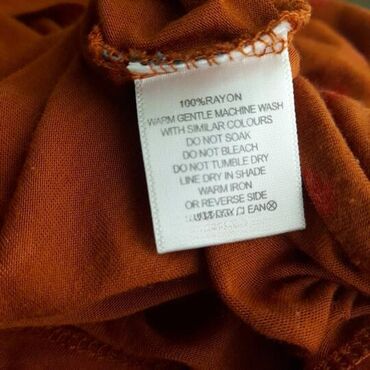 100%RAYON
WARM GENTLE MACHINE WASH
WITH SIMILAR COLOURS
DO NOT SOAK
DO NOT BLEACH
DO NOT TUMBLE DRY
LINE DRY IN SHADE
WARM IRON
OR REVERSE SIDE
EAN